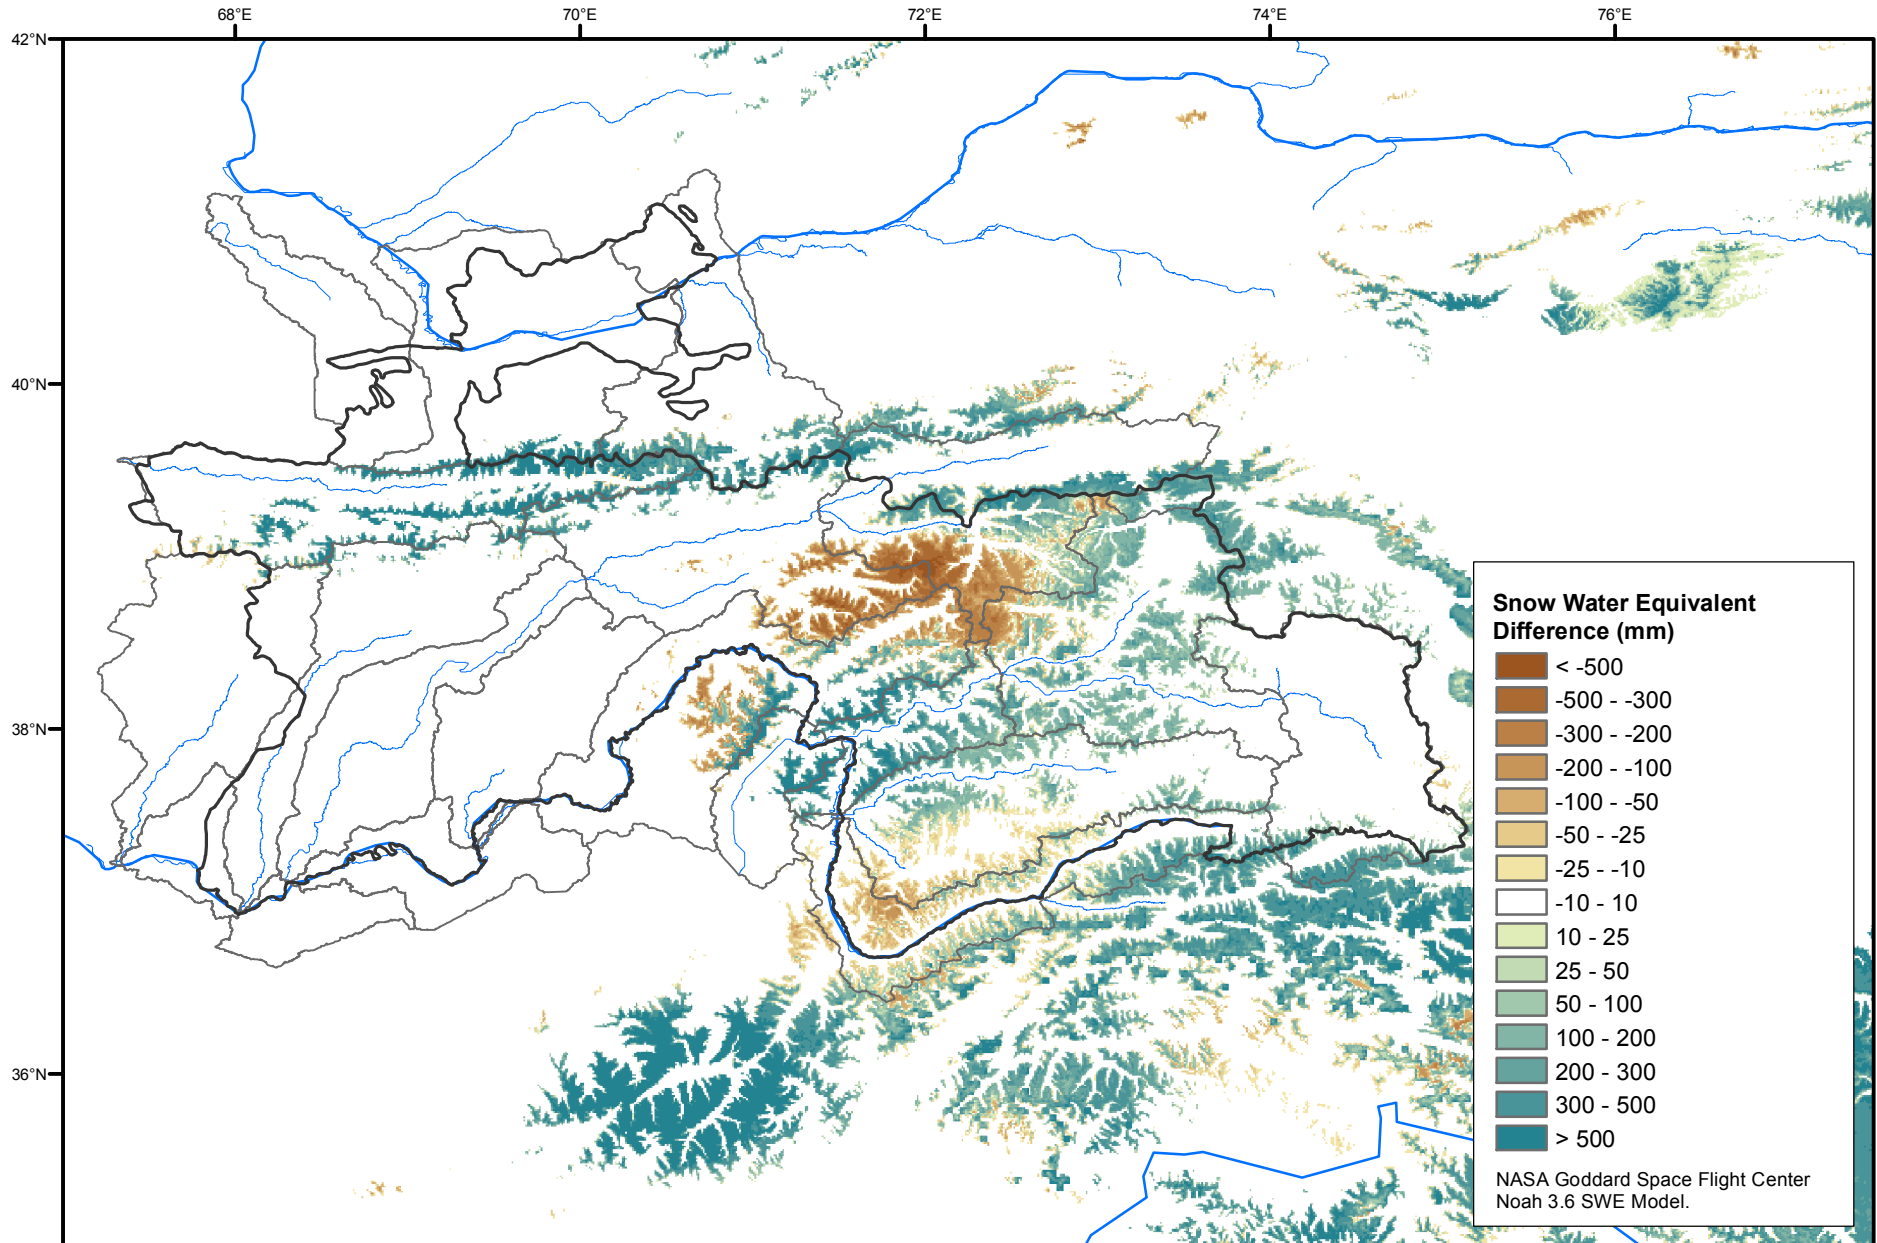 68°E 70°E 72°E 74°E 76°E
42°N
40°N
38°N
36°N
Snow Water Equivalent
Difference (mm)
< -500
-500 - -300
-300 - -200
-200 - -100
-100 - -50
-50 - -25
-25 - -10
-10 - 10
10 - 25
25 - 50
50 - 100
100 - 200
200 - 300
300 - 500
> 500
NASA Goddard Space Flight Center
Noah 3.6 SWE Model.